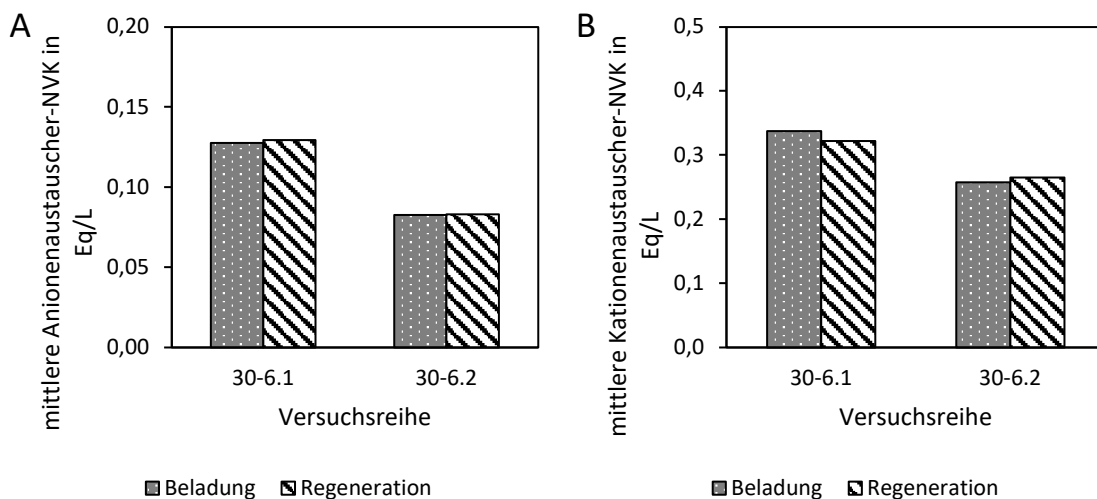 A
mittlere Anionenaustauscher-NVK in
Eq/L
0,20
0,15
0,10
0,05
0,00
30-6.1
30-6.2
Versuchsreihe
Beladung
Regeneration
B
mittlere Kationenaustauscher-NVK in
Eq/L
0,5
0,4
0,3
0,2
0,1
0,0
30-6.1
30-6.2
Versuchsreihe
Beladung
Regeneration